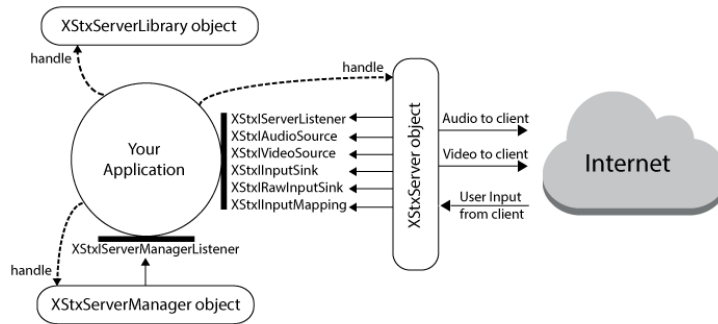 XStxServerLibrary object
handle
handle
Your
Application
XStxIServerListener
XStxIAudioSource
XStxIVideoSource
XStxIInputSink
XStxIRawInputSink
XStxIInputMapping
XStxServer object
Audio to client
Video to client
User Input
from client
Internet
XStxIServerManagerListener
handle
XStxServerManager object